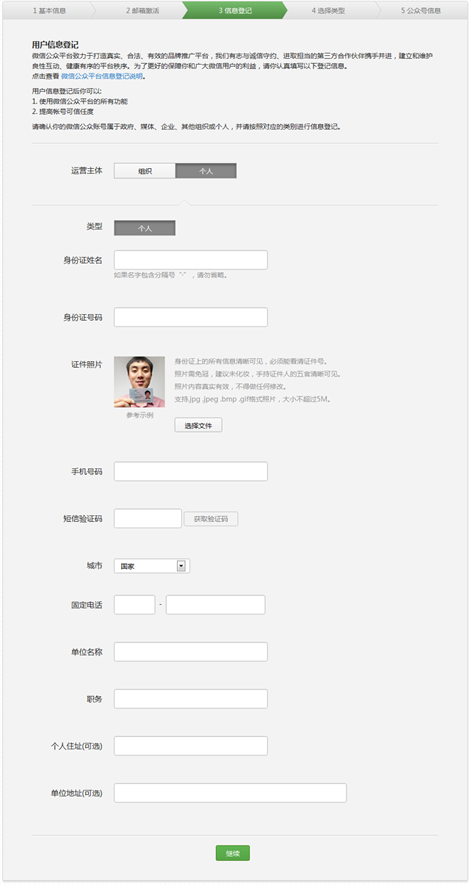 1 基本信息 2 邮箱激活 3 信息登记 4 选择类型 5 公众号信息
用户信息登记
微信公众平台致力于打造真实、合法、有效的品牌推广平台，我们有志与诚信守约、进取担当的第三方合作伙伴携手并进，建立和维护
良性互动、健康有序的平台秩序。为了更好的保障你和广大微信用户的利益，请你认真填写以下登记信息。
点击查看 微信公众平台信息登记说明。
用户信息登记后你可以:
1. 使用微信公众平台的所有功能
2. 提高帐号可信任度
请确认你的微信公众账号属于政府、媒体、企业、其他组织或个人，并请按照对应的类别进行信息登记。
运营主体 组织 个人
类型 个人
身份证姓名
如果名字包含分隔号“·”，请勿省略。
身份证号码
证件照片 身份证上的所有信息清晰可见，必须能看清证件号。
照片需免冠，建议未化妆，手持证件人的五官清晰可见。
照片内容真实有效，不得做任何修改。
支持.jpg .jpeg .bmp .gif格式照片，大小不超过5M。
参考示例
选择文件
手机号码
短信验证码 获取验证码
城市 国家
固定电话 -
单位名称
职务
个人住址(可选)
单位地址(可选)
继续